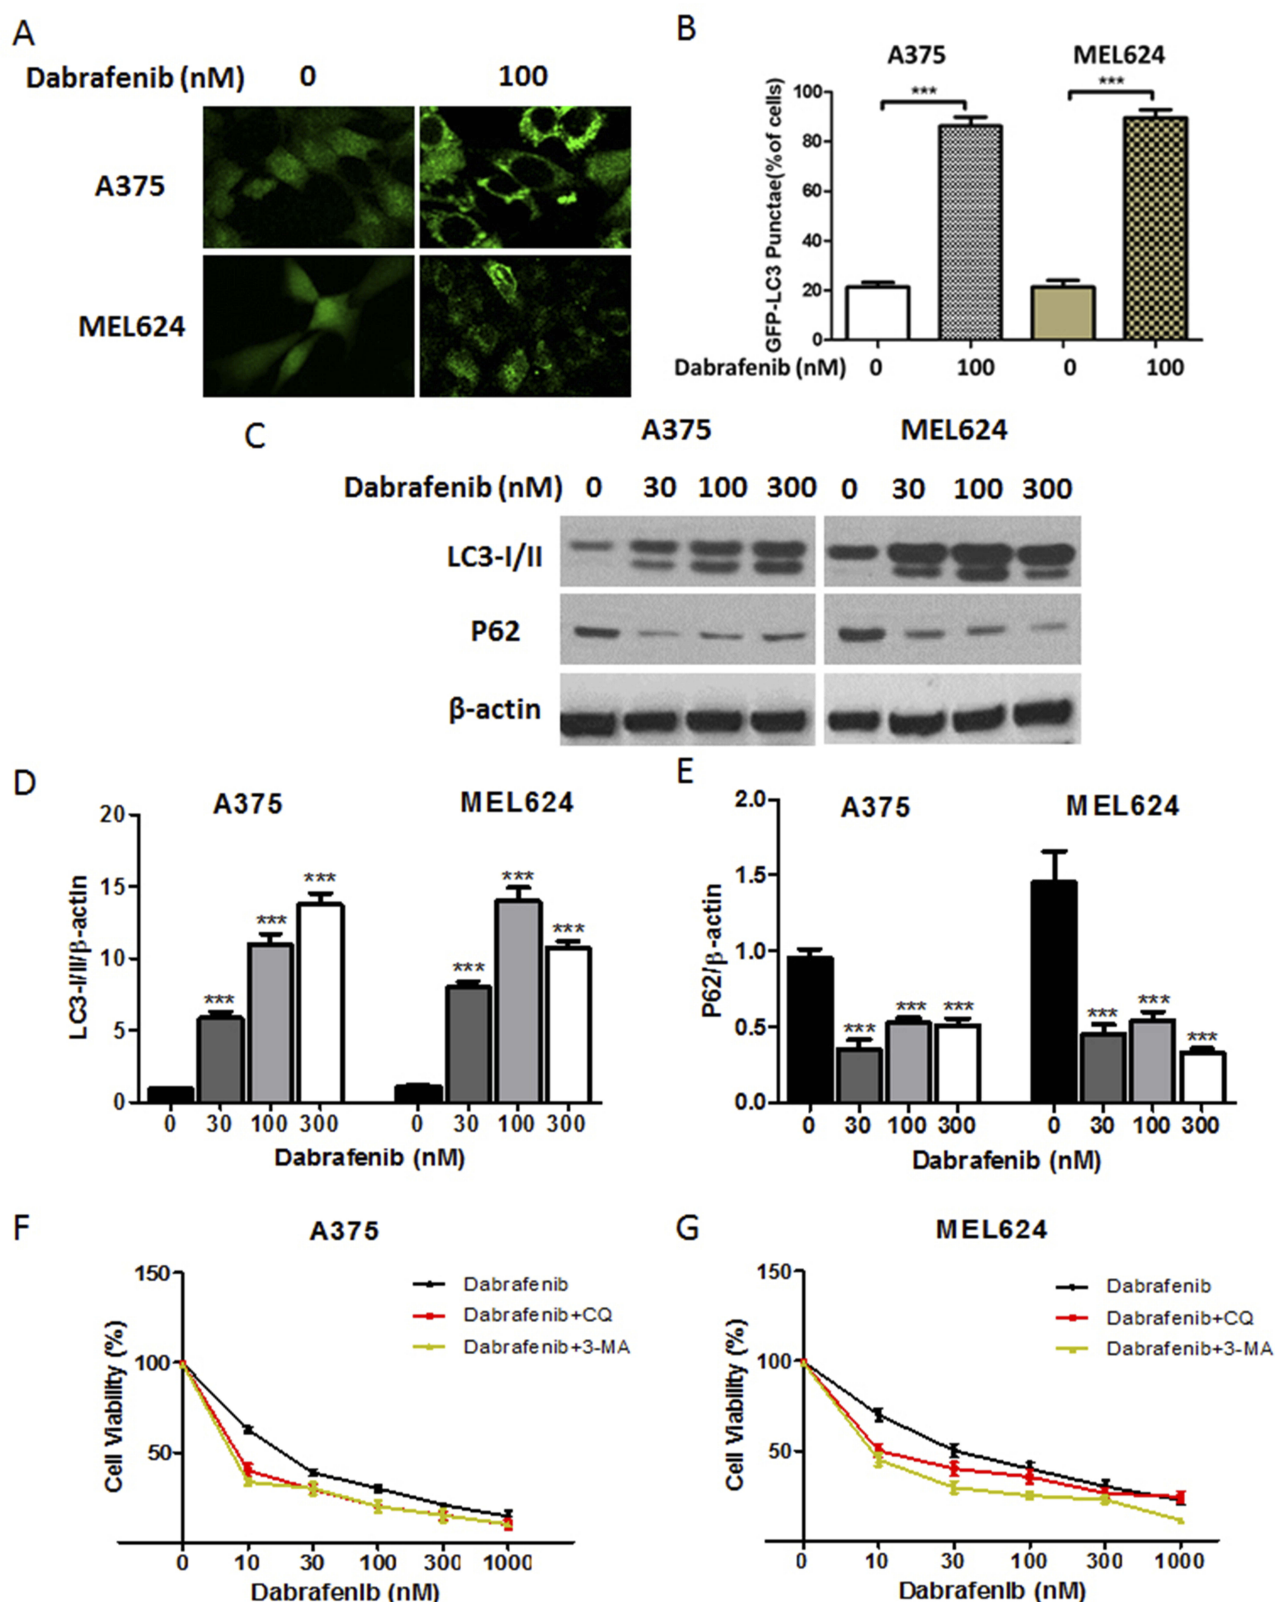 A
Dabrafenib (nM) 0 100
A375
MEL624
B
A375 MEL624
*** ***
GFP-LC3 Punctae(%of cells)
100
80
60
40
20
0
Dabrafenib (nM) 0 100 0 100
C
A375 MEL624
Dabrafenib (nM) 0 30 100 300 0 30 100 300
LC3-I/II
P62
β-actin
D
A375 MEL624
LC3-I/II/β-actin
20
15
10
5
0
*** *** *** *** *** ***
0 30 100 300 0 30 100 300
Dabrafenib (nM)
E
A375 MEL624
P62/β-actin
2.0
1.5
1.0
0.5
0.0
*** *** *** *** *** ***
0 30 100 300 0 30 100 300
Dabrafenib (nM)
F
A375
Cell Viability (%)
150
100
50
Dabrafenib
Dabrafenib+CQ
Dabrafenib+3-MA
0 10 30 100 300 1000
Dabrafenib (nM)
G
MEL624
Cell Viability (%)
150
100
50
Dabrafenib
Dabrafenib+CQ
Dabrafenib+3-MA
0 10 30 100 300 1000
Dabrafenib (nM)